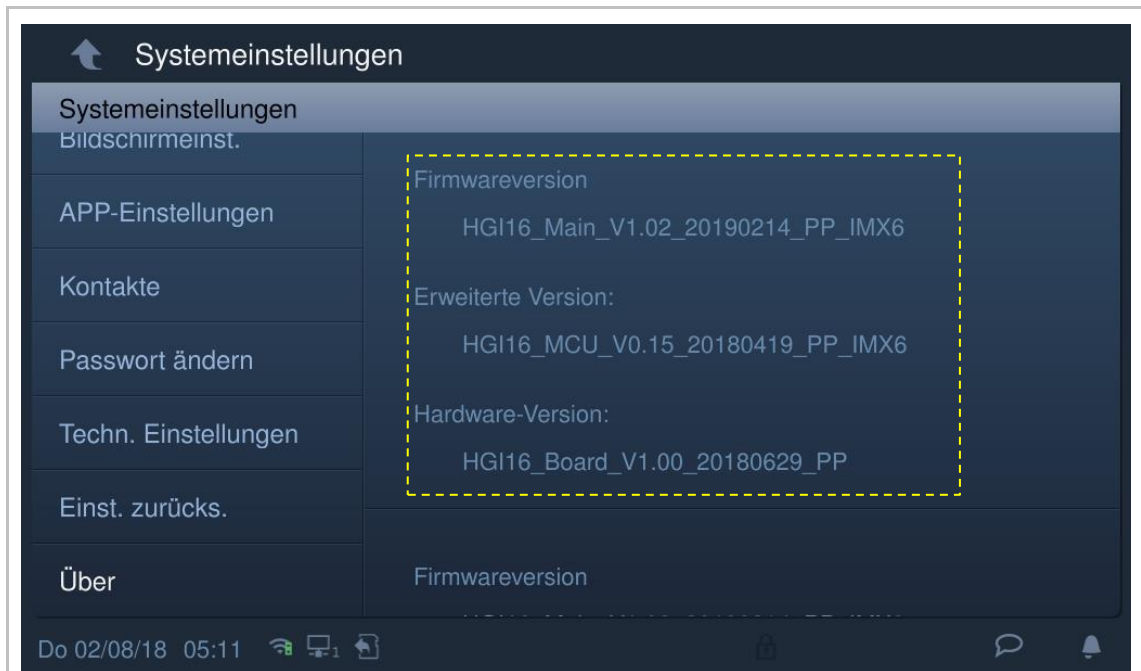 Systemeinstellungen
Systemeinstellungen
Bildschirmeinst.
APP-Einstellungen
Kontakte
Passwort ändern
Techn. Einstellungen
Einst. zurücks.
Über
Firmwareversion
HGI16_Main_V1.02_20190214_PP_IMX6
Erweiterte Version:
HGI16_MCU_V0.15_20180419_PP_IMX6
Hardware-Version:
HGI16_Board_V1.00_20180629_PP
Firmwareversion
Do 02/08/18 05:11 1